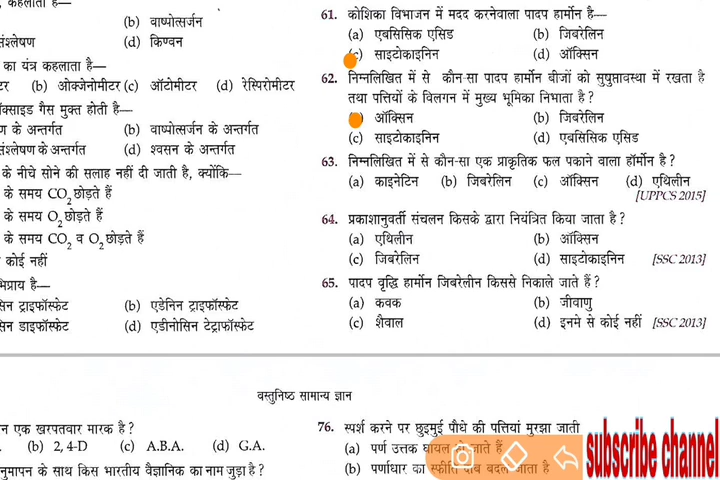 कहलाता है—
(b) वाष्पोत्सर्जन
संश्लेषण (d) किण्वन
का यंत्र कहलाता है—
टर (b) ओक्जेनोमीटर (c) ऑटोमीटर (d) रेस्पिरोमीटर
क्साइड गैस मुक्त होती है—
ण के अन्तर्गत (b) वाष्पोत्सर्जन के अन्तर्गत
संश्लेषण के अन्तर्गत (d) श्वसन के अन्तर्गत
के नीचे सोने की सलाह नहीं दी जाती है, क्योंकि—
के समय CO2 छोड़ते हैं
के समय O2 छोड़ते हैं
के समय CO2 व O2 छोड़ते हैं
कोई नहीं
भिप्राय है—
सिन ट्राइफॉस्फेट (b) एडेनिन ट्राइफॉस्फेट
सिन डाइफॉस्फेट (d) एडीनोसिन टेट्राफॉस्फेट
61. कोशिका विभाजन में मदद करनेवाला पादप हार्मोन है—
(a) एबसिसिक एसिड (b) जिबरेलिन
(c) साइटोकाइनिन (d) ऑक्सिन
62. निम्नलिखित में से कौन-सा पादप हार्मोन बीजों को सुषुप्तावस्था में रखता है
तथा पत्तियों के विलगन में मुख्य भूमिका निभाता है ?
ऑक्सिन (b) जिबरेलिन
(c) साइटोकाइनिन (d) एबसिसिक एसिड
63. निम्नलिखित में से कौन-सा एक प्राकृतिक फल पकाने वाला हॉर्मोन है ?
(a) काइनेटिन (b) जिबरेलिन (c) ऑक्सिन (d) एथिलीन
[UPPCS 2015]
64. प्रकाशानुवर्ती संचलन किसके द्वारा नियंत्रित किया जाता है ?
(a) एथिलीन (b) ऑक्सिन
(c) जिबरेलिन (d) साइटोकाइनिन [SSC 2013]
65. पादप वृद्धि हार्मोन जिबरेलीन किससे निकाले जाते हैं ?
(a) कवक (b) जीवाणु
(c) शैवाल (d) इनमे से कोई नहीं [SSC 2013]
वस्तुनिष्ठ सामान्य ज्ञान
न एक खरपतवार मारक है ?
(b) 2, 4-D (c) A.B.A. (d) G.A.
नुमापन के साथ किस भारतीय वैज्ञानिक का नाम जुड़ा है ?
76. स्पर्श करने पर छुइमुई पौधे की पत्तियां मुरझा जाती
(a) पर्ण उत्तक घायल हो जाते हैं
(b) पर्णाधार का स्फीति दाब बदल जाता है
subscribe channel